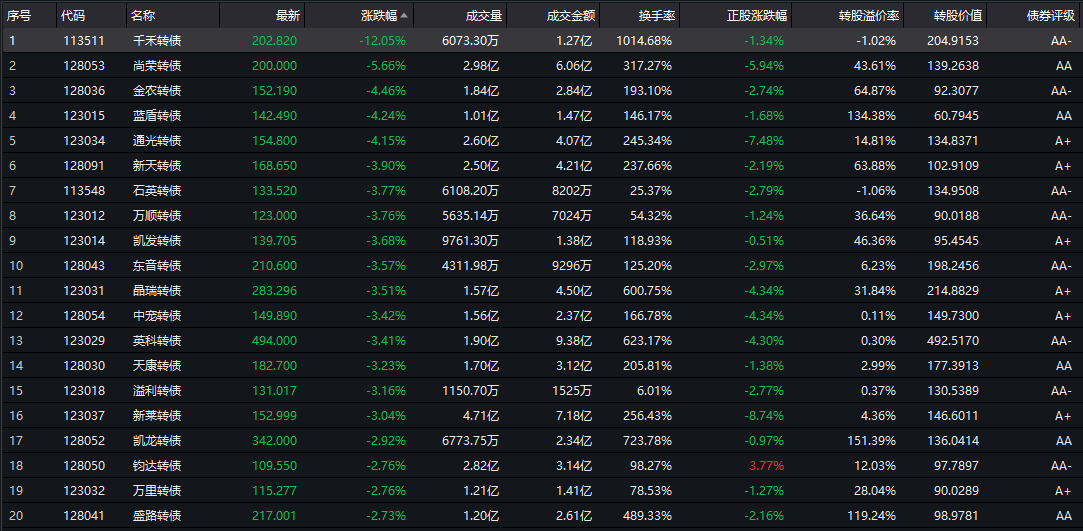 序号 代码 名称 最新 涨跌幅 成交量 成交金额 换手率 正股涨跌幅 转股溢价率 转股价值 债券评级
1 113511 千禾转债 202.820 -12.05% 6073.30万 1.27亿 1014.68% -1.34% -1.02% 204.9153 AA-
2 128053 尚荣转债 200.000 -5.66% 2.98亿 6.06亿 317.27% -5.94% 43.61% 139.2638 AA
3 128036 金农转债 152.190 -4.46% 1.84亿 2.84亿 193.10% -2.74% 64.87% 92.3077 AA-
4 123015 蓝盾转债 142.490 -4.24% 1.01亿 1.47亿 146.17% -1.68% 134.38% 60.7945 AA
5 123034 通光转债 154.800 -4.15% 2.60亿 4.07亿 245.34% -7.48% 14.81% 134.8371 A+
6 128091 新天转债 168.650 -3.90% 2.50亿 4.21亿 237.66% -2.19% 63.88% 102.9109 A+
7 113548 石英转债 133.520 -3.77% 6108.20万 8202万 25.37% -2.79% -1.06% 134.9508 AA-
8 123012 万顺转债 123.000 -3.76% 5635.14万 7024万 54.32% -1.24% 36.64% 90.0188 AA-
9 123014 凯发转债 139.705 -3.68% 9761.30万 1.38亿 118.93% -0.51% 46.36% 95.4545 A+
10 128043 东音转债 210.600 -3.57% 4311.98万 9296万 125.20% -2.97% 6.23% 198.2456 AA-
11 123031 晶瑞转债 283.296 -3.51% 1.57亿 4.50亿 600.75% -4.34% 31.84% 214.8829 A+
12 128054 中宠转债 149.890 -3.42% 1.56亿 2.37亿 166.78% -4.34% 0.11% 149.7300 A+
13 123029 英科转债 494.000 -3.41% 1.90亿 9.38亿 623.17% -4.30% 0.30% 492.5170 AA-
14 128030 天康转债 182.700 -3.23% 1.70亿 3.12亿 205.81% -1.38% 2.99% 177.3913 AA
15 123018 溢利转债 131.017 -3.16% 1150.70万 1525万 6.01% -2.77% 0.37% 130.5389 AA-
16 123037 新莱转债 152.999 -3.04% 4.71亿 7.18亿 256.43% -8.74% 4.36% 146.6011 A+
17 128052 凯龙转债 342.000 -2.92% 6773.75万 2.34亿 723.78% -0.97% 151.39% 136.0414 AA
18 128050 钧达转债 109.550 -2.76% 2.82亿 3.14亿 98.27% 3.77% 12.03% 97.7897 AA-
19 123032 万里转债 115.277 -2.76% 1.21亿 1.41亿 78.53% -1.27% 28.04% 90.0289 A+
20 128041 盛路转债 217.001 -2.73% 1.20亿 2.61亿 489.33% -2.16% 119.24% 98.9781 AA